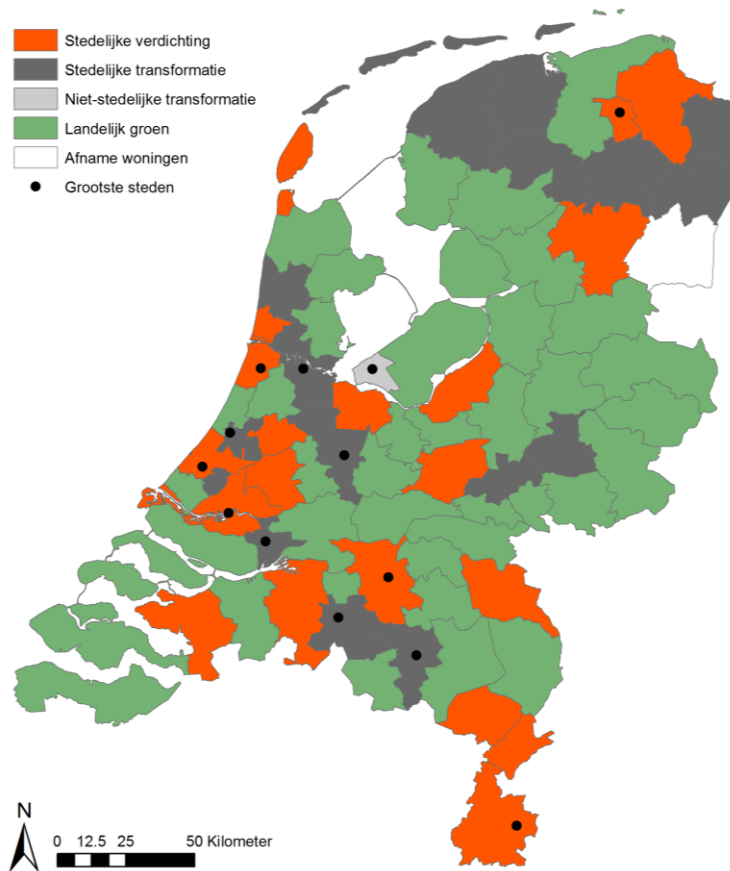 Stedelijke verdichting
Stedelijke transformatie
Niet-stedelijke transformatie
Landelijk groen
Afname woningen
Grootste steden
N
0 12.5 25 50 Kilometer